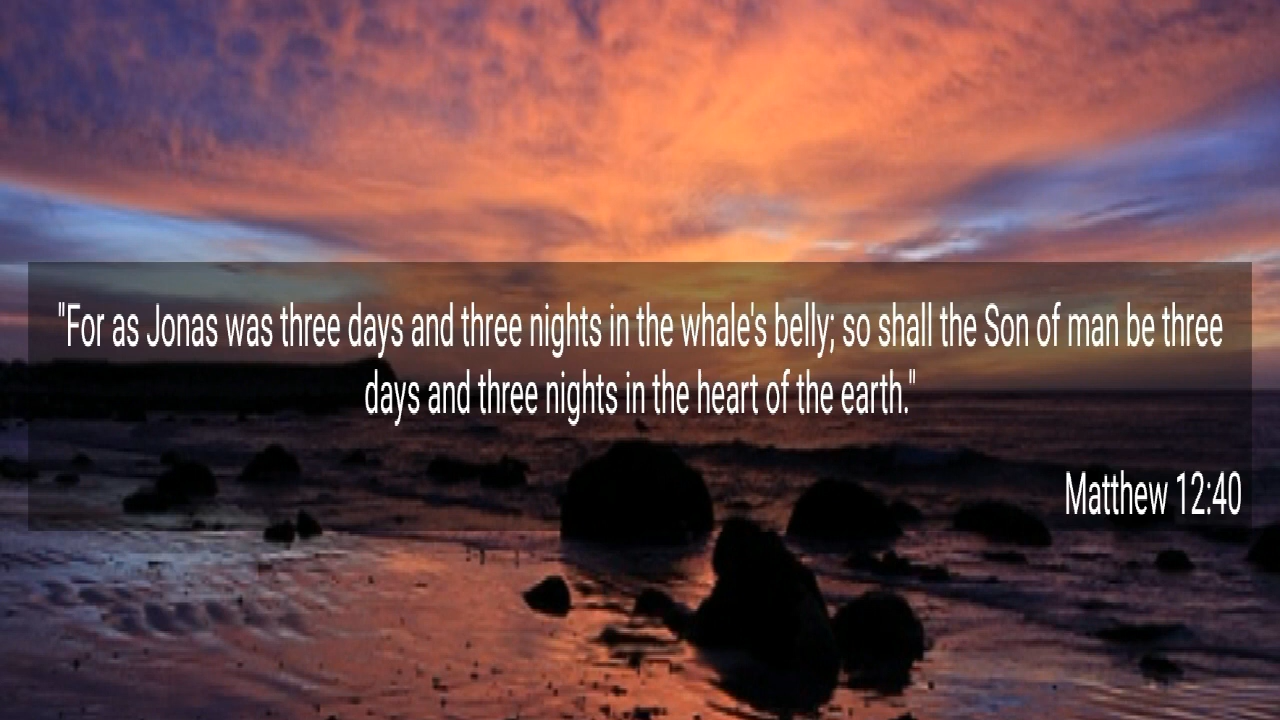 "For as Jonas was three days and three nights in the whale's belly; so shall the Son of man be three
days and three nights in the heart of the earth."
Matthew 12:40